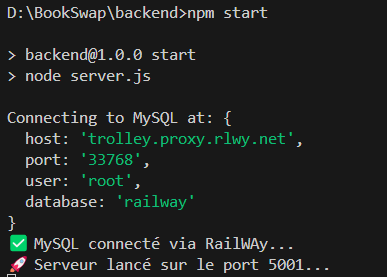 D:\BookSwap\backend>npm start
> backend@1.0.0 start
> node server.js
Connecting to MySQL at: {
  host: 'trolley.proxy.rlwy.net',
  port: '33768',
  user: 'root',
  database: 'railway'
}
✅ MySQL connecté via RailWAy...
🚀 Serveur lancé sur le port 5001...